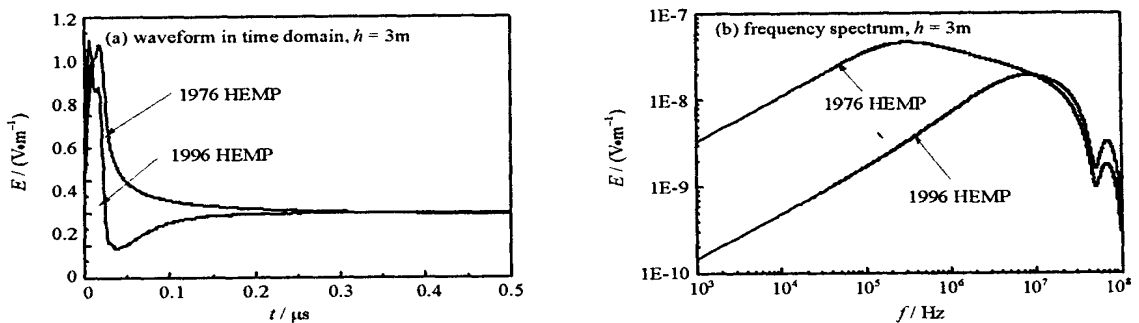 (a) waveform in time domain, h = 3m
1.2
1.0
0.8
0.6
0.4
0.2
0
E / (V•m⁻¹)
1976 HEMP
1996 HEMP
0 0.1 0.2 0.3 0.4 0.5
t / μs
(b) frequency spectrum, h = 3m
1E-7
1E-8
1E-9
1E-10
E / (V•m⁻¹)
1976 HEMP
1996 HEMP
10³ 10⁴ 10⁵ 10⁶ 10⁷ 10⁸
f / Hz